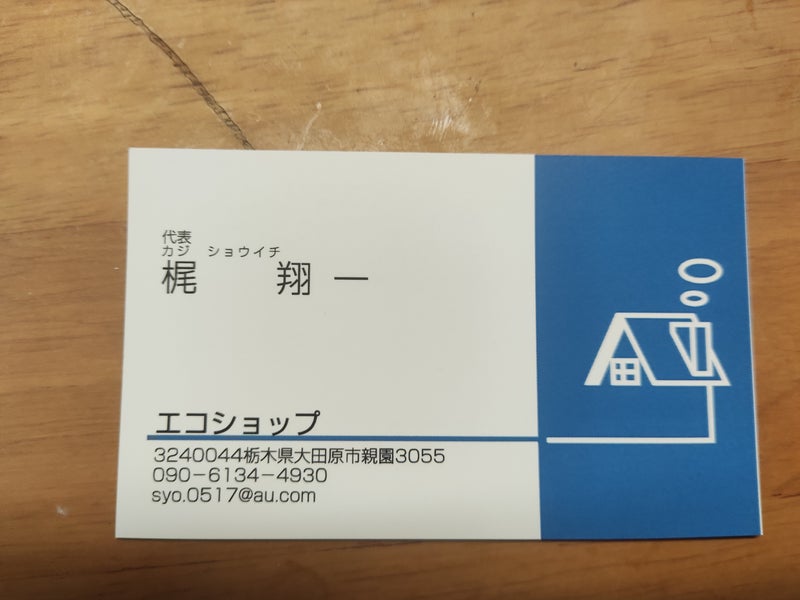 代表
カジ ショウイチ
梶 翔一
エコショップ
3240044栃木県大田原市親園3055
090-6134-4930
syo.0517@au.com